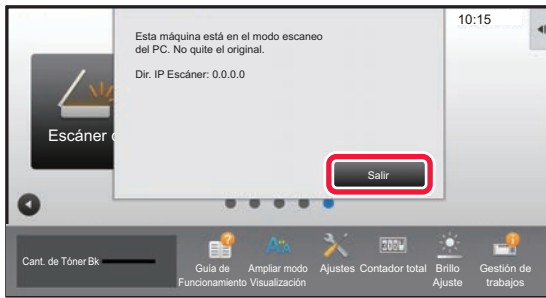 10:15
Esta máquina está en el modo escaneo
del PC. No quite el original.
Dir. IP Escáner: 0.0.0.0
Escáner
Salir
Cant. de Tóner Bk
Guía de
Funcionamiento
Ampliar modo
Visualización
Ajustes
Contador total
Brillo
Ajuste
Gestión de
trabajos